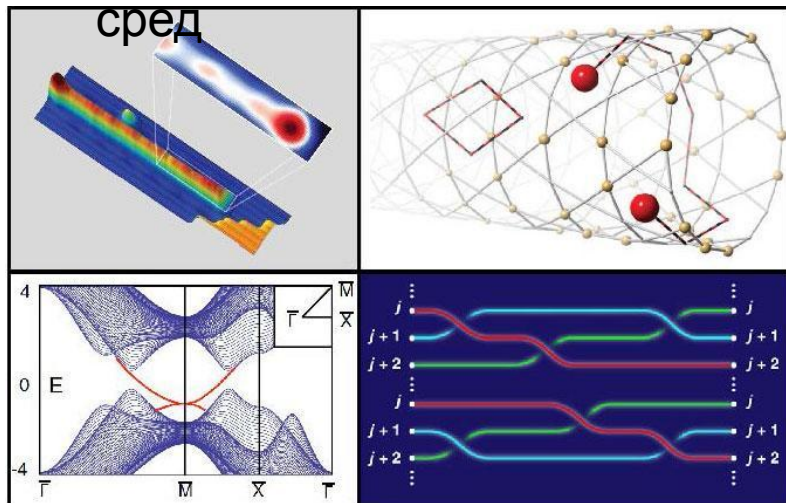 сред
4
0
E
-4
Γ̅
M̅
X̅
Γ̅
M̅
Γ̅
X̅
j
j + 1
j + 2
j
j + 1
j + 2
j
j + 1
j + 2
j
j + 1
j + 2